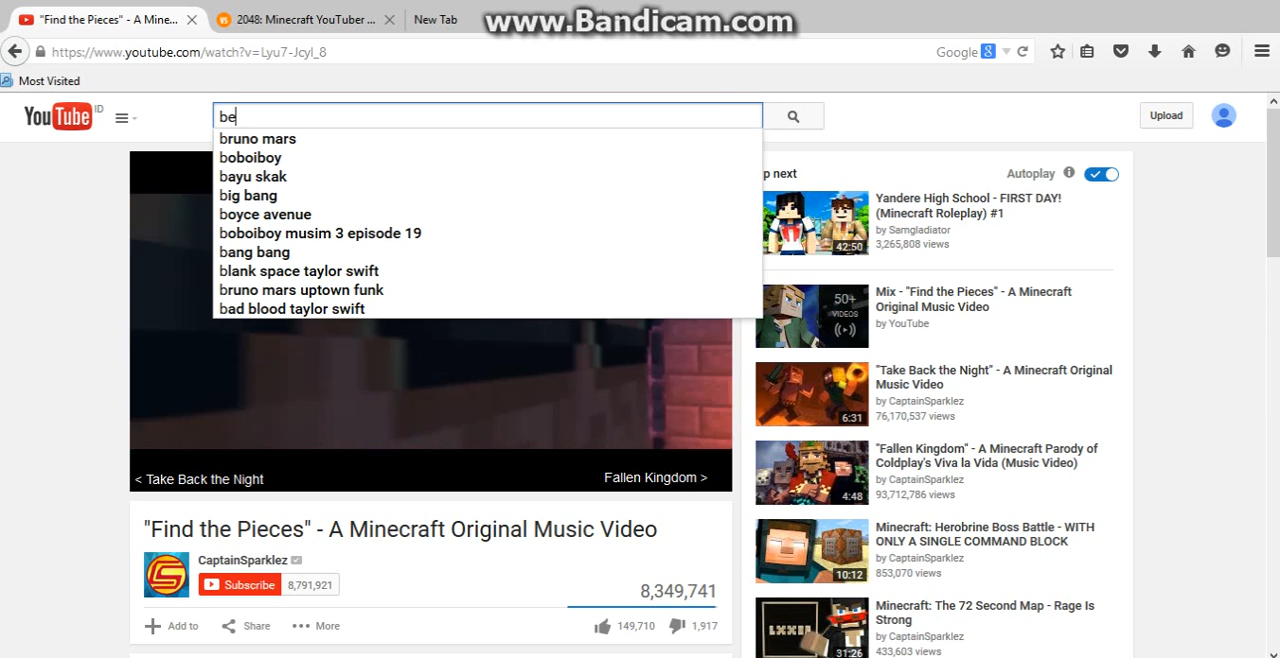 "Find the Pieces" - A Mine...
2048: Minecraft YouTuber ...
New Tab
www.Bandicam.com
https://www.youtube.com/watch?v=Lyu7-Jcyl_8
Google
Most Visited
YouTube ID
be
Upload
bruno mars
boboiboy
bayu skak
big bang
boyce avenue
boboiboy musim 3 episode 19
bang bang
blank space taylor swift
bruno mars uptown funk
bad blood taylor swift
< Take Back the Night
Fallen Kingdom >
"Find the Pieces" - A Minecraft Original Music Video
CaptainSparklez
Subscribe 8,791,921
8,349,741
Add to
Share
More
149,710
1,917
p next
Autoplay
42:50
Yandere High School - FIRST DAY!
(Minecraft Roleplay) #1
by Samgladiator
3,265,808 views
50+
VIDEOS
Mix - "Find the Pieces" - A Minecraft
Original Music Video
by YouTube
6:31
"Take Back the Night" - A Minecraft Original
Music Video
by CaptainSparklez
76,170,537 views
4:48
"Fallen Kingdom" - A Minecraft Parody of
Coldplay's Viva la Vida (Music Video)
by CaptainSparklez
93,712,786 views
10:12
Minecraft: Herobrine Boss Battle - WITH
ONLY A SINGLE COMMAND BLOCK
by CaptainSparklez
853,070 views
31:26
Minecraft: The 72 Second Map - Rage Is
Strong
by CaptainSparklez
433,603 views